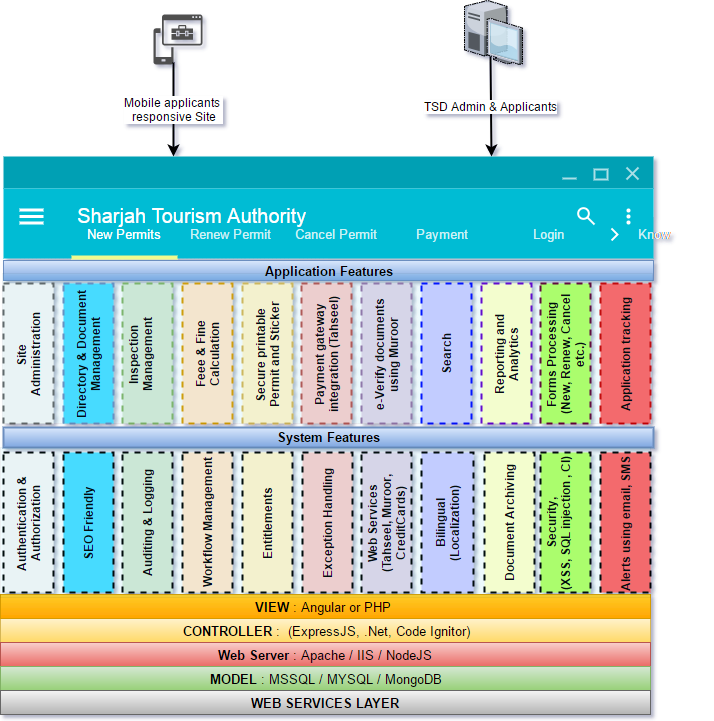 Mobile applicants
responsive Site
TSD Admin & Applicants
Sharjah Tourism Authority
New Permits
Renew Permit
Cancel Permit
Payment
Login
Know
Application Features
Site
Administration
Directory & Document
Management
Inspection
Management
Feee & Fine
Calculation
Secure printable
Permit and Sticker
Payment gateway
integration (Tahseel)
e-Verify documents
using Muroor
Search
Reporting and
Analytics
Forms Processing
(New, Renew, Cancel
etc.)
Application tracking
System Features
Authentication &
Authorization
SEO Friendly
Auditing & Logging
Workflow Management
Entitlements
Exception Handling
Web Services
(Tahseel, Muroor,
CreditCards)
Bilingual
(Localization)
Document Archiving
Security,
(XSS, SQL injection , CI)
Alerts using email, SMS
VIEW : Angular or PHP
CONTROLLER : (ExpressJS, .Net, Code Ignitor)
Web Server : Apache / IIS / NodeJS
MODEL : MSSQL / MYSQL / MongoDB
WEB SERVICES LAYER